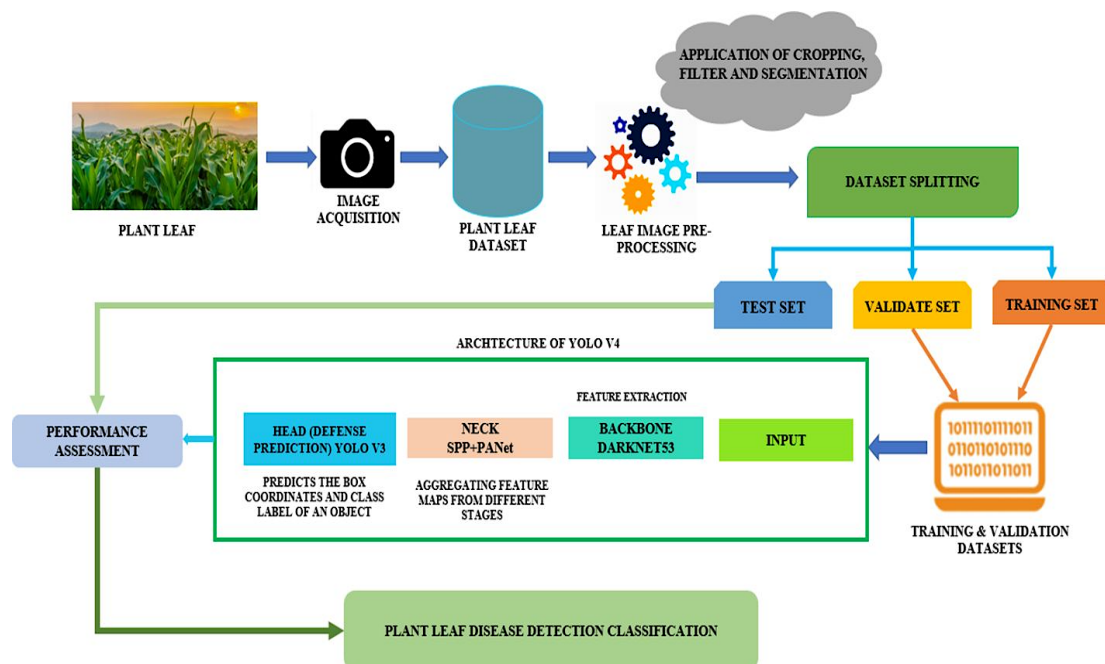 APPLICATION OF CROPPING,
FILTER AND SEGMENTATION
PLANT LEAF
IMAGE
ACQUISITION
PLANT LEAF
DATASET
LEAF IMAGE PRE-
PROCESSING
DATASET SPLITTING
TEST SET
VALIDATE SET
TRAINING SET
ARCHTECTURE OF YOLO V4
FEATURE EXTRACTION
PERFORMANCE
ASSESSMENT
HEAD (DEFENSE
PREDICTION) YOLO V3
NECK
SPP+PANet
BACKBONE
DARKNET53
INPUT
PREDICTS THE BOX
COORDINATES AND CLASS
LABEL OF AN OBJECT
AGGREGATING FEATURE
MAPS FROM DIFFERENT
STAGES
10111101111011
01101101011110
1011011011011
TRAINING & VALIDATION
DATASETS
PLANT LEAF DISEASE DETECTION CLASSIFICATION